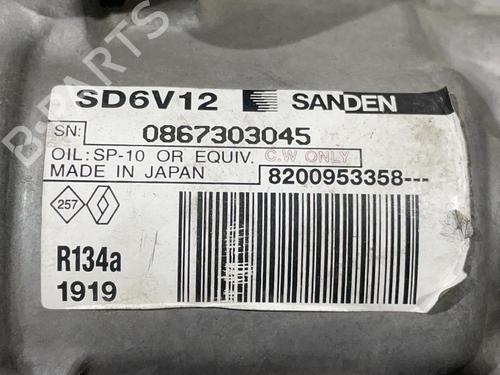 SD6V12 SANDEN
SN: 0867303045
OIL: SP-10 OR EQUIV. C.W ONLY
MADE IN JAPAN 8200953358---
257
R134a
1919
B-PARTS